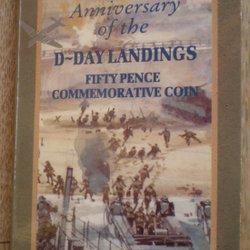 Anniversary
of the
D~DAY LANDINGS
FIFTY PENCE
COMMEMORATIVE COIN